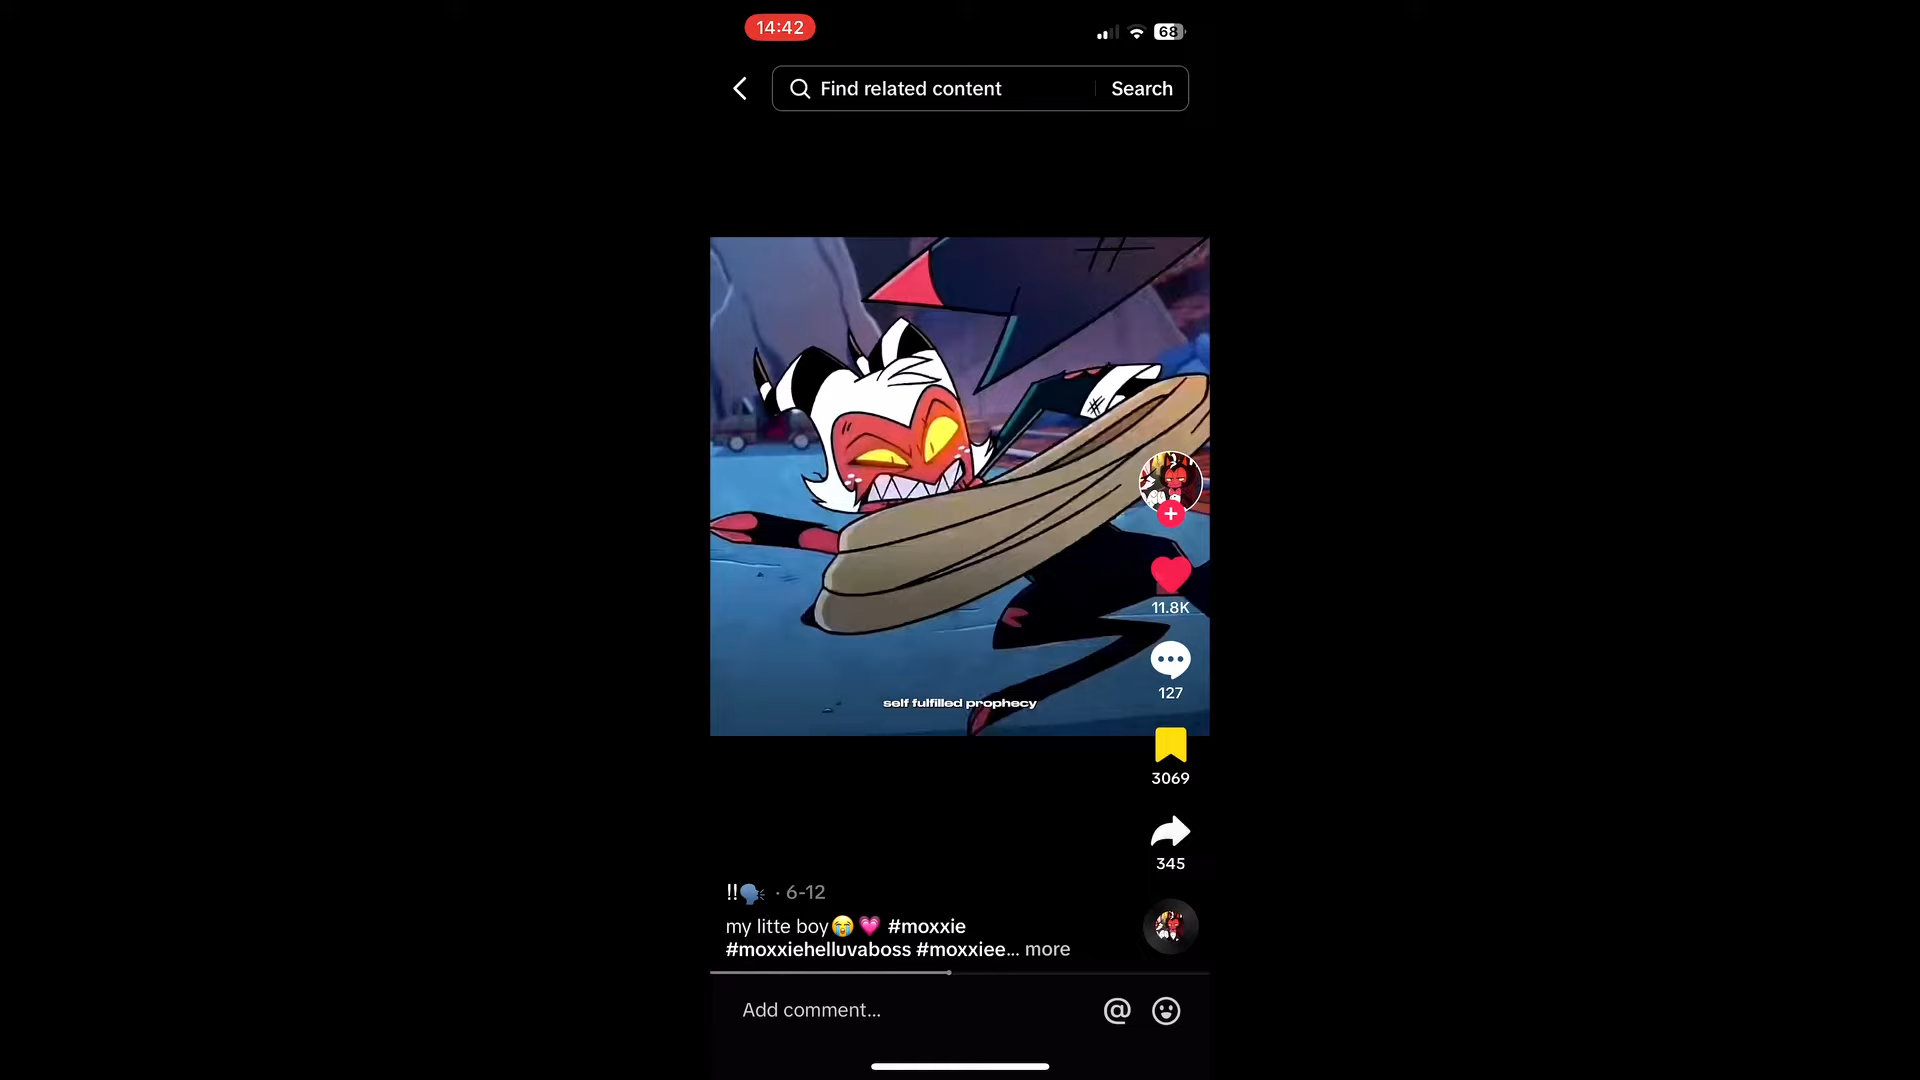 14:42
68
Find related content
Search
self fulfilled prophecy
11.8K
127
3069
345
!!🗣️ · 6-12
my litte boy😭💗 #moxxie
#moxxiehelluvaboss #moxxiee... more
Add comment...
@